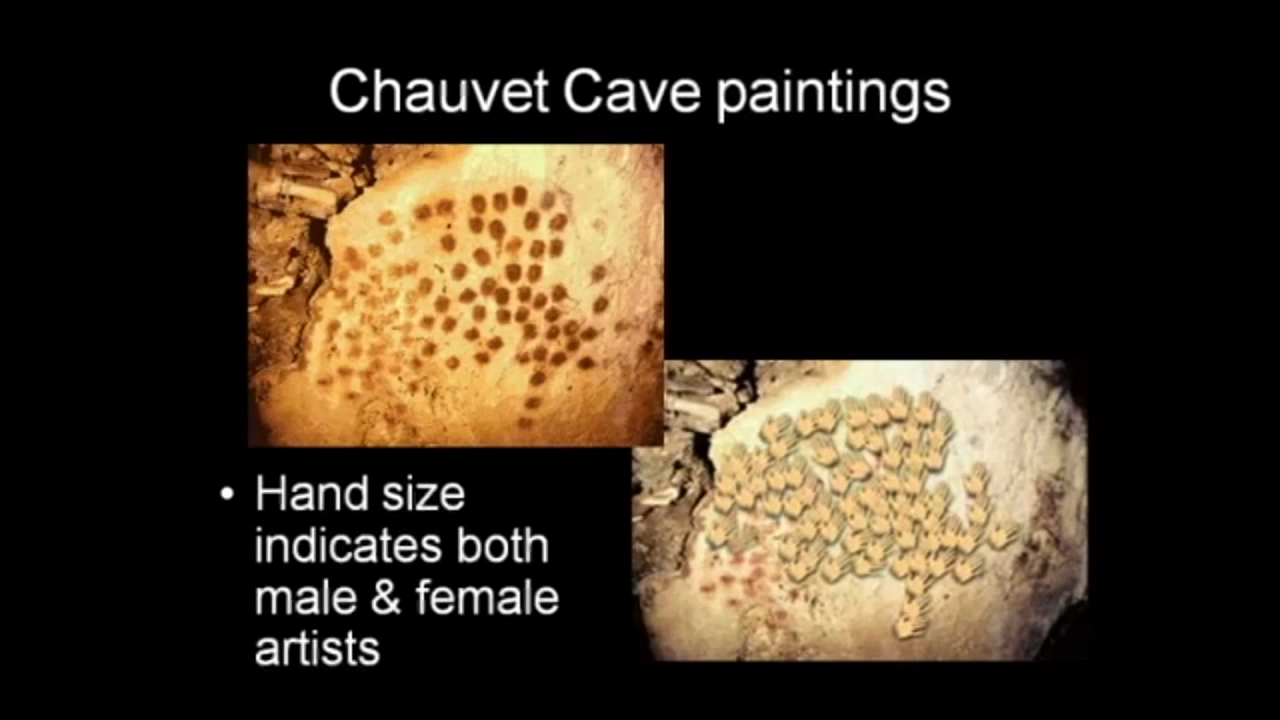 Chauvet Cave paintings
• Hand size
indicates both
male & female
artists